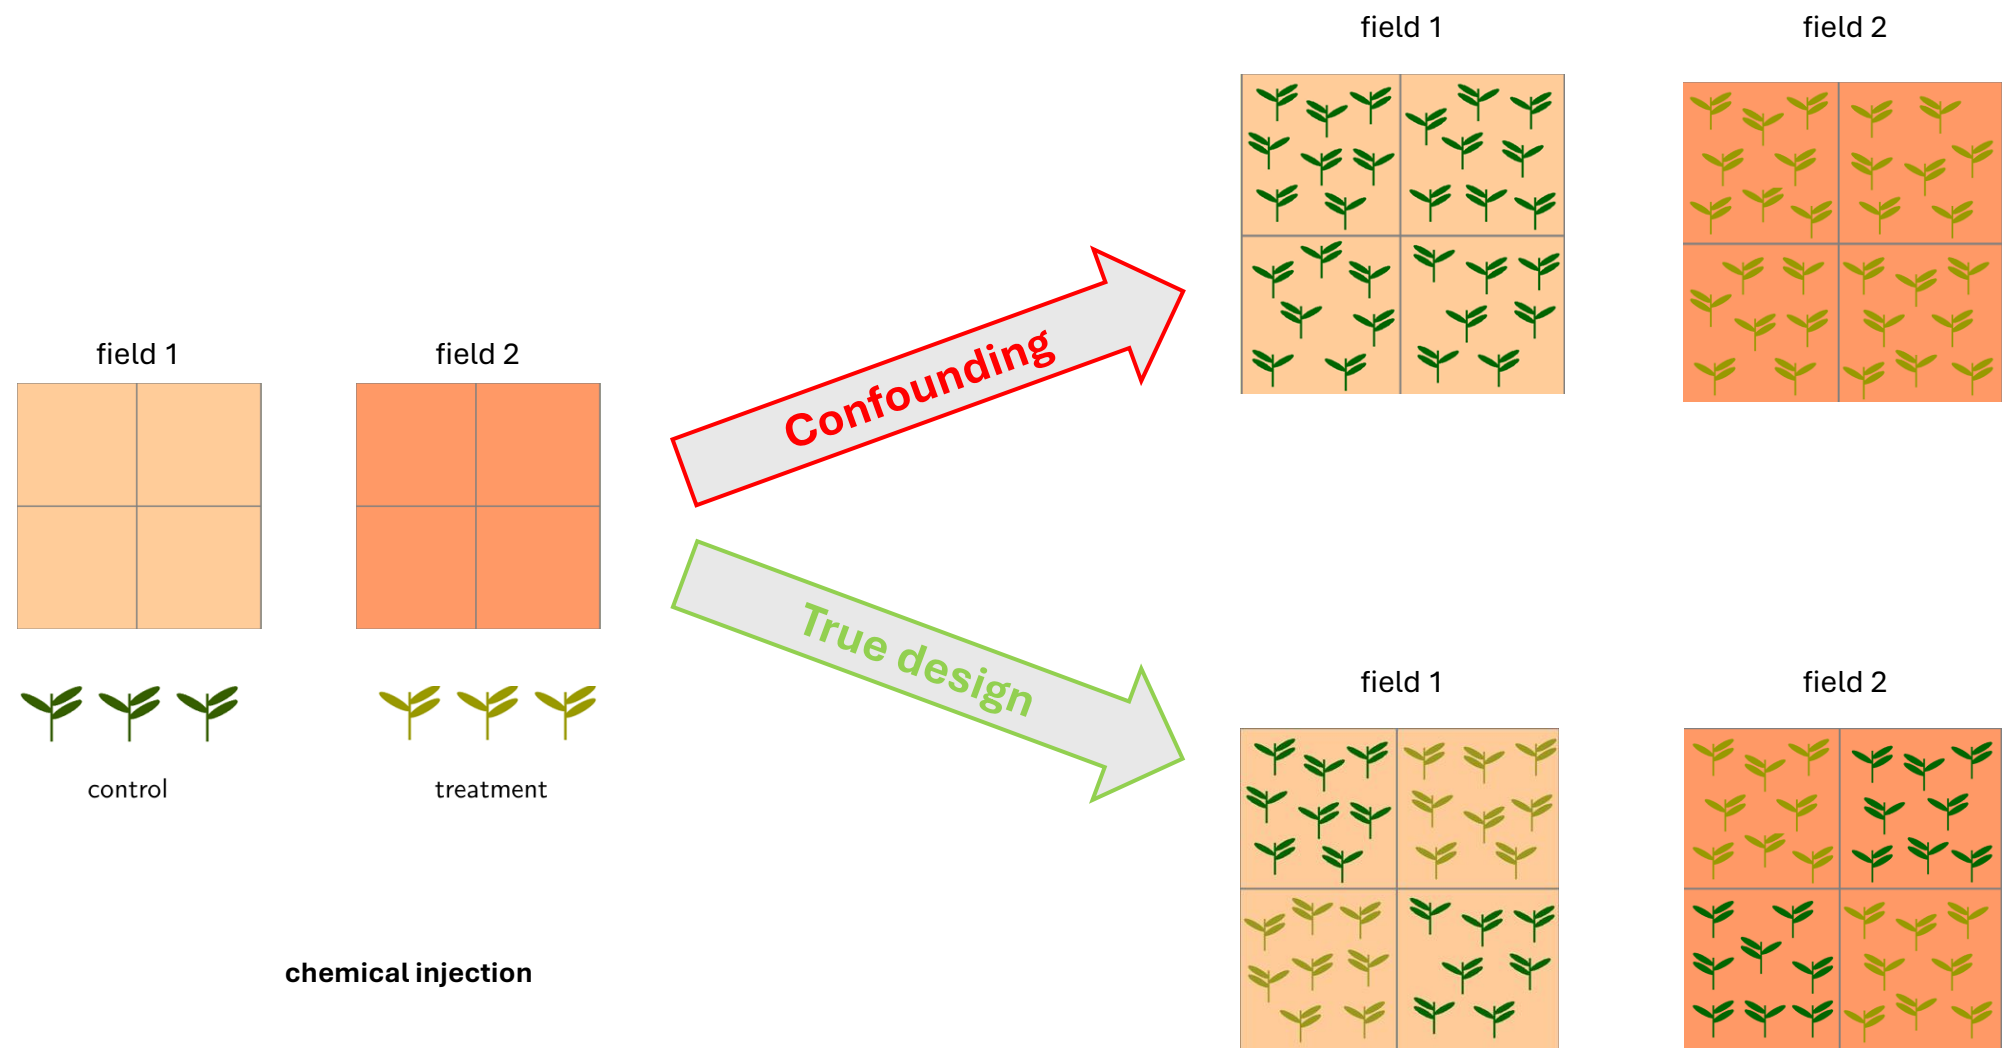 field 1
field 2
control
treatment
chemical injection
Confounding
True design
field 1
field 2
field 1
field 2